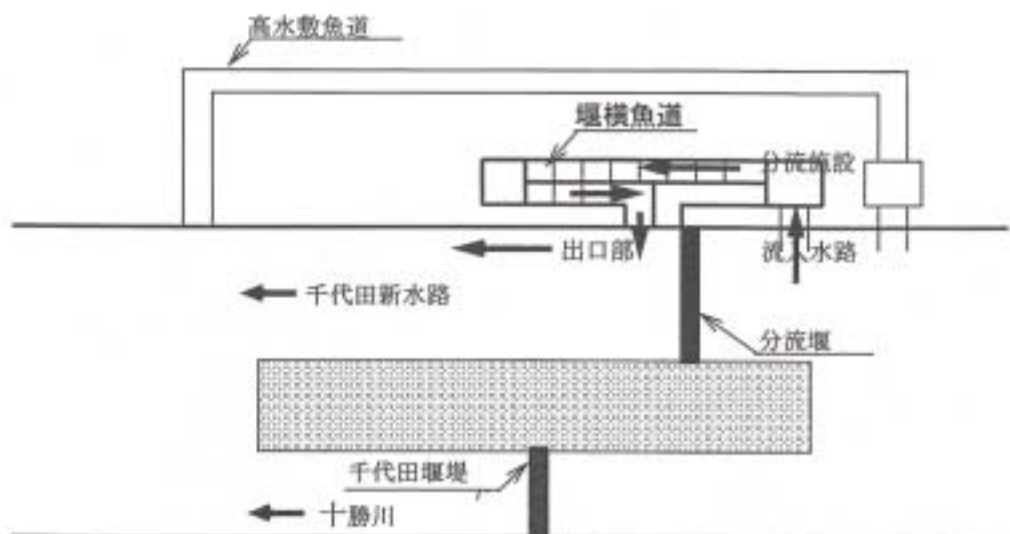 高水敷魚道
堰横魚道
分流施設
出口部
流入水路
千代田新水路
分流堰
千代田堰堤
十勝川